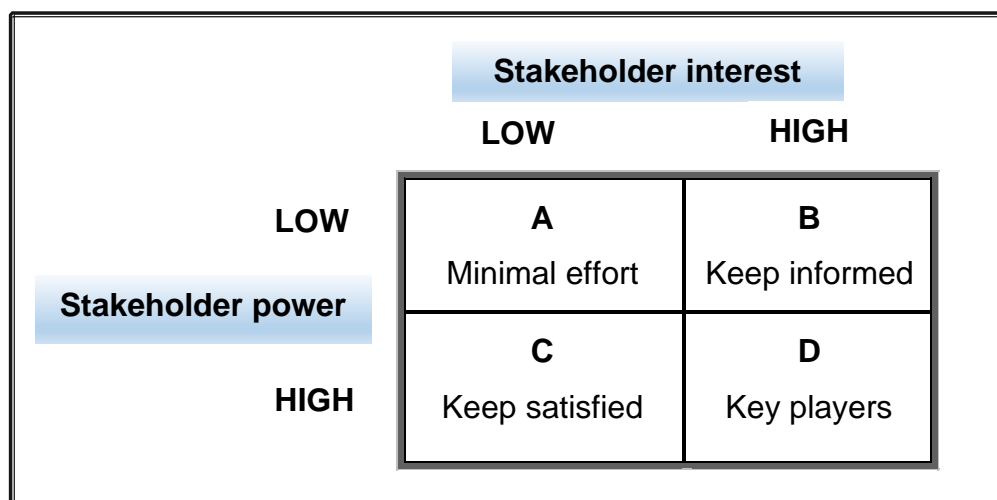 Stakeholder interest
LOW HIGH
LOW
A B
Minimal effort Keep informed
Stakeholder power
C D
HIGH
Keep satisfied Key players